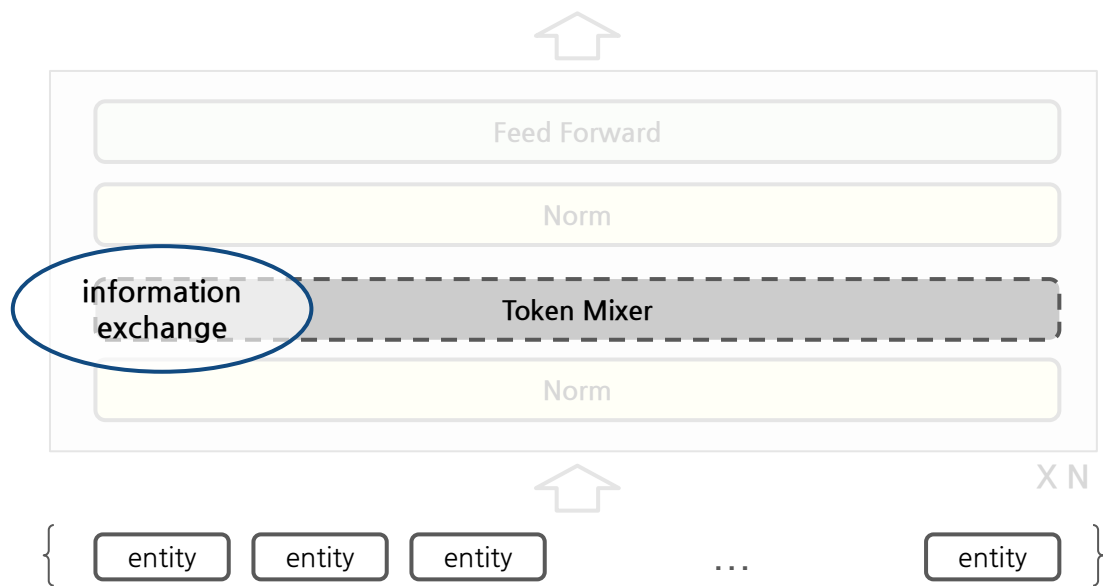 Feed Forward
Norm
information
exchange
Token Mixer
Norm
X N
{ entity entity entity ... entity }